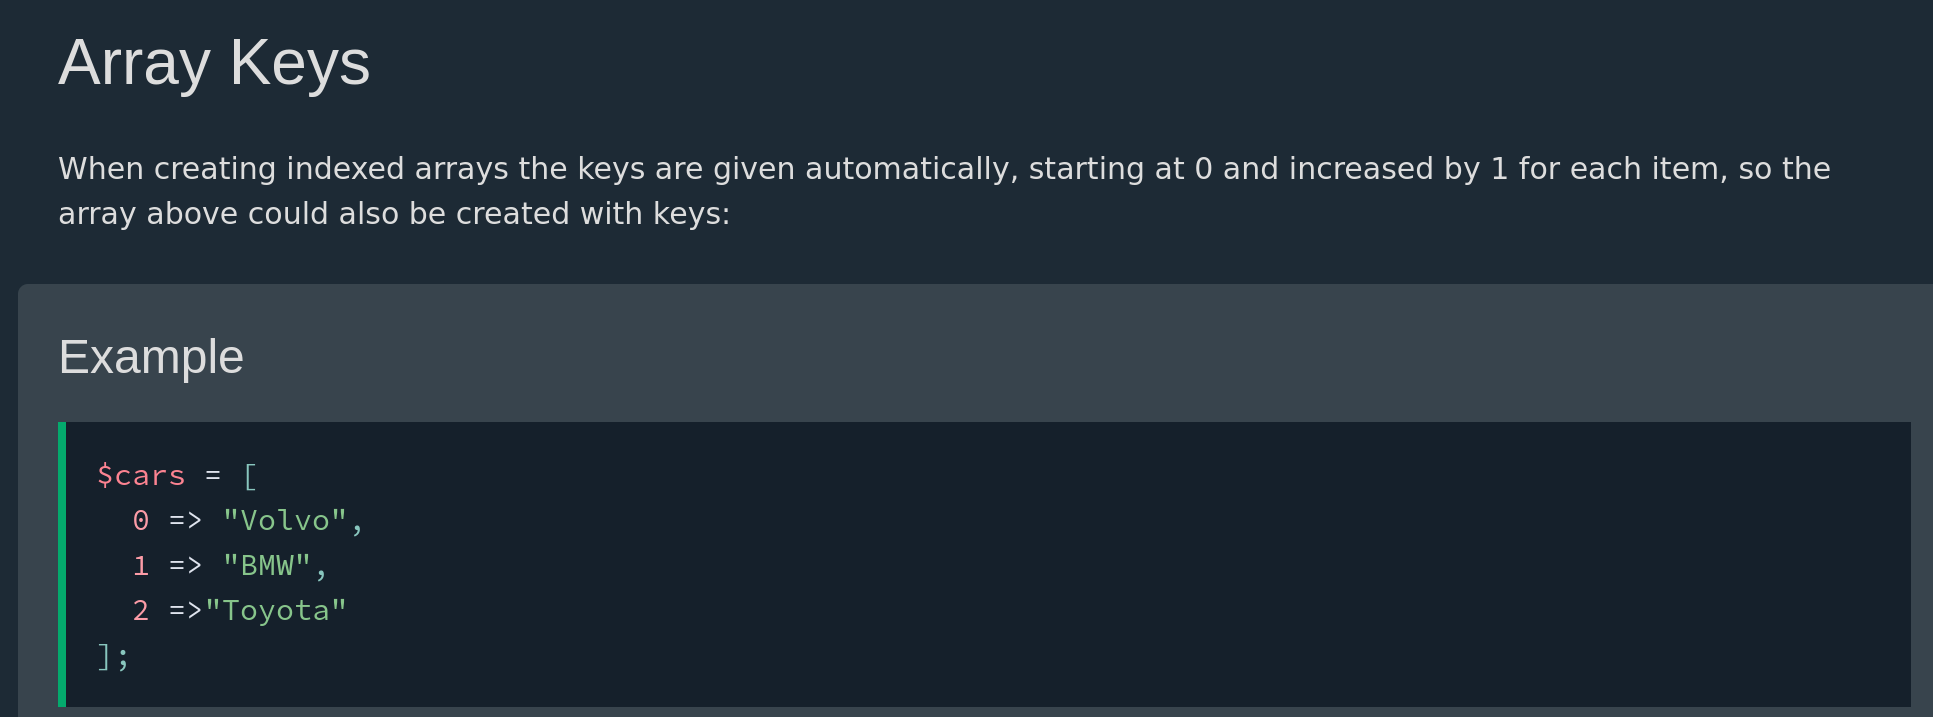 Array Keys
When creating indexed arrays the keys are given automatically, starting at 0 and increased by 1 for each item, so the
array above could also be created with keys:
Example
$cars = [
  0 => "Volvo",
  1 => "BMW",
  2 =>"Toyota"
];